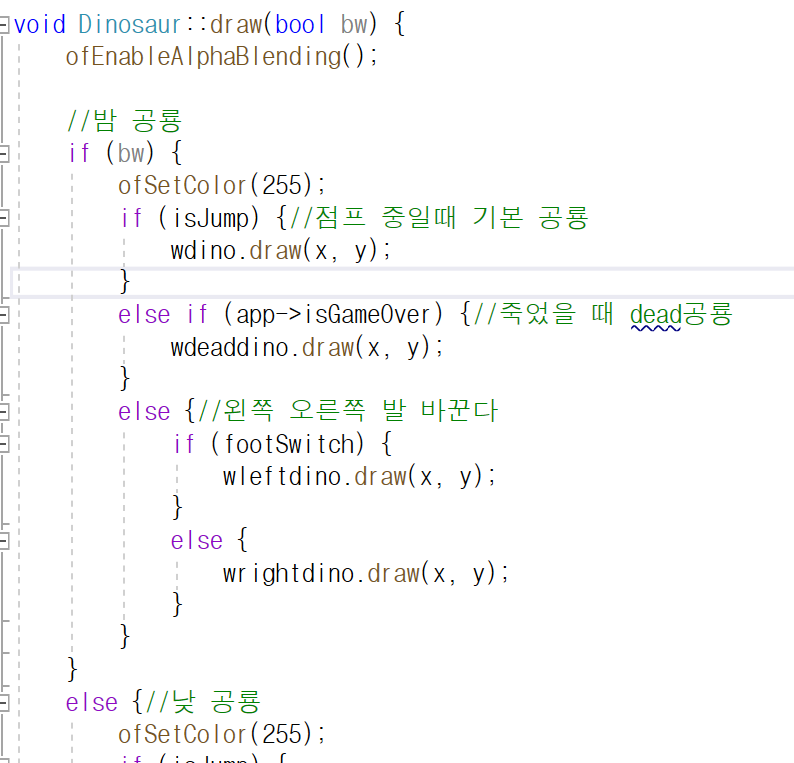 void Dinosaur::draw(bool bw) {
ofEnableAlphaBlending();
//밤 공룡
if (bw) {
ofSetColor(255);
if (isJump) {//점프 중일때 기본 공룡
wdino.draw(x, y);
}
else if (app->isGameOver) {//죽었을 때 dead공룡
wdeaddino.draw(x, y);
}
else {//왼쪽 오른쪽 발 바꾼다
if (footSwitch) {
wleftdino.draw(x, y);
}
else {
wrightdino.draw(x, y);
}
}
}
else {//낮 공룡
ofSetColor(255);
if (isJump) {